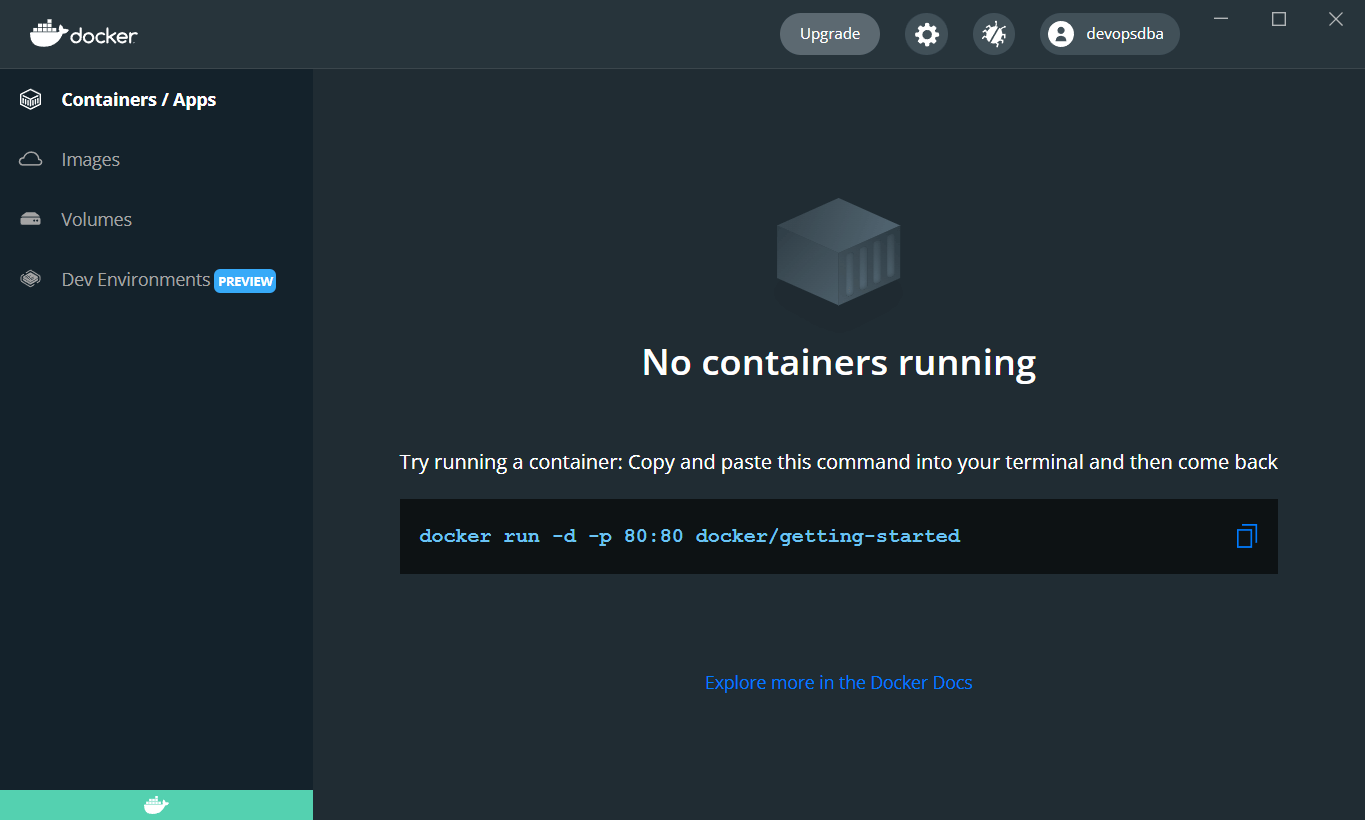 docker
Upgrade
devopsdba
Containers / Apps
Images
Volumes
Dev Environments PREVIEW
No containers running
Try running a container: Copy and paste this command into your terminal and then come back
docker run -d -p 80:80 docker/getting-started
Explore more in the Docker Docs